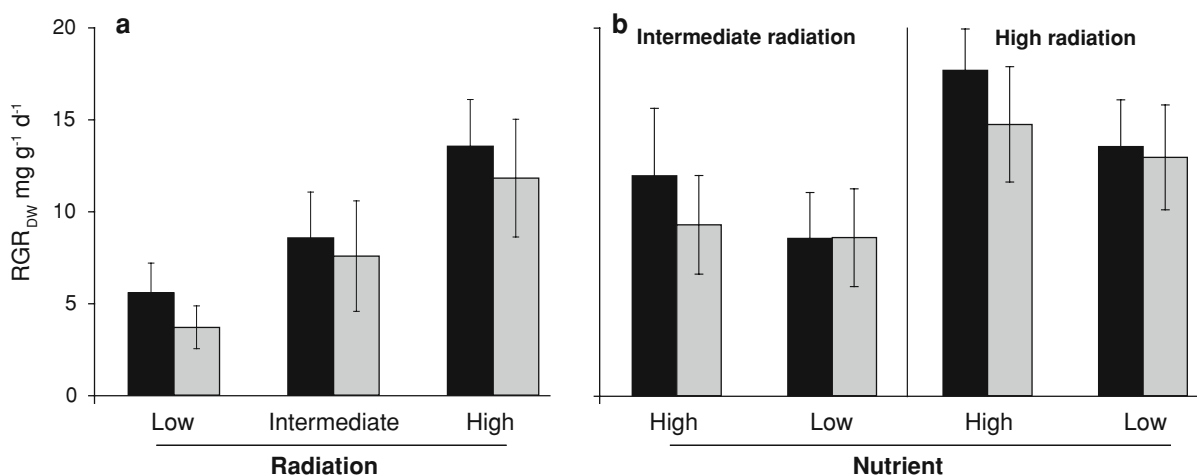 a
20
15
10
5
0
RGR_DW mg g⁻¹ d⁻¹
Low Intermediate High
Radiation
b
Intermediate radiation High radiation
High Low High Low
Nutrient